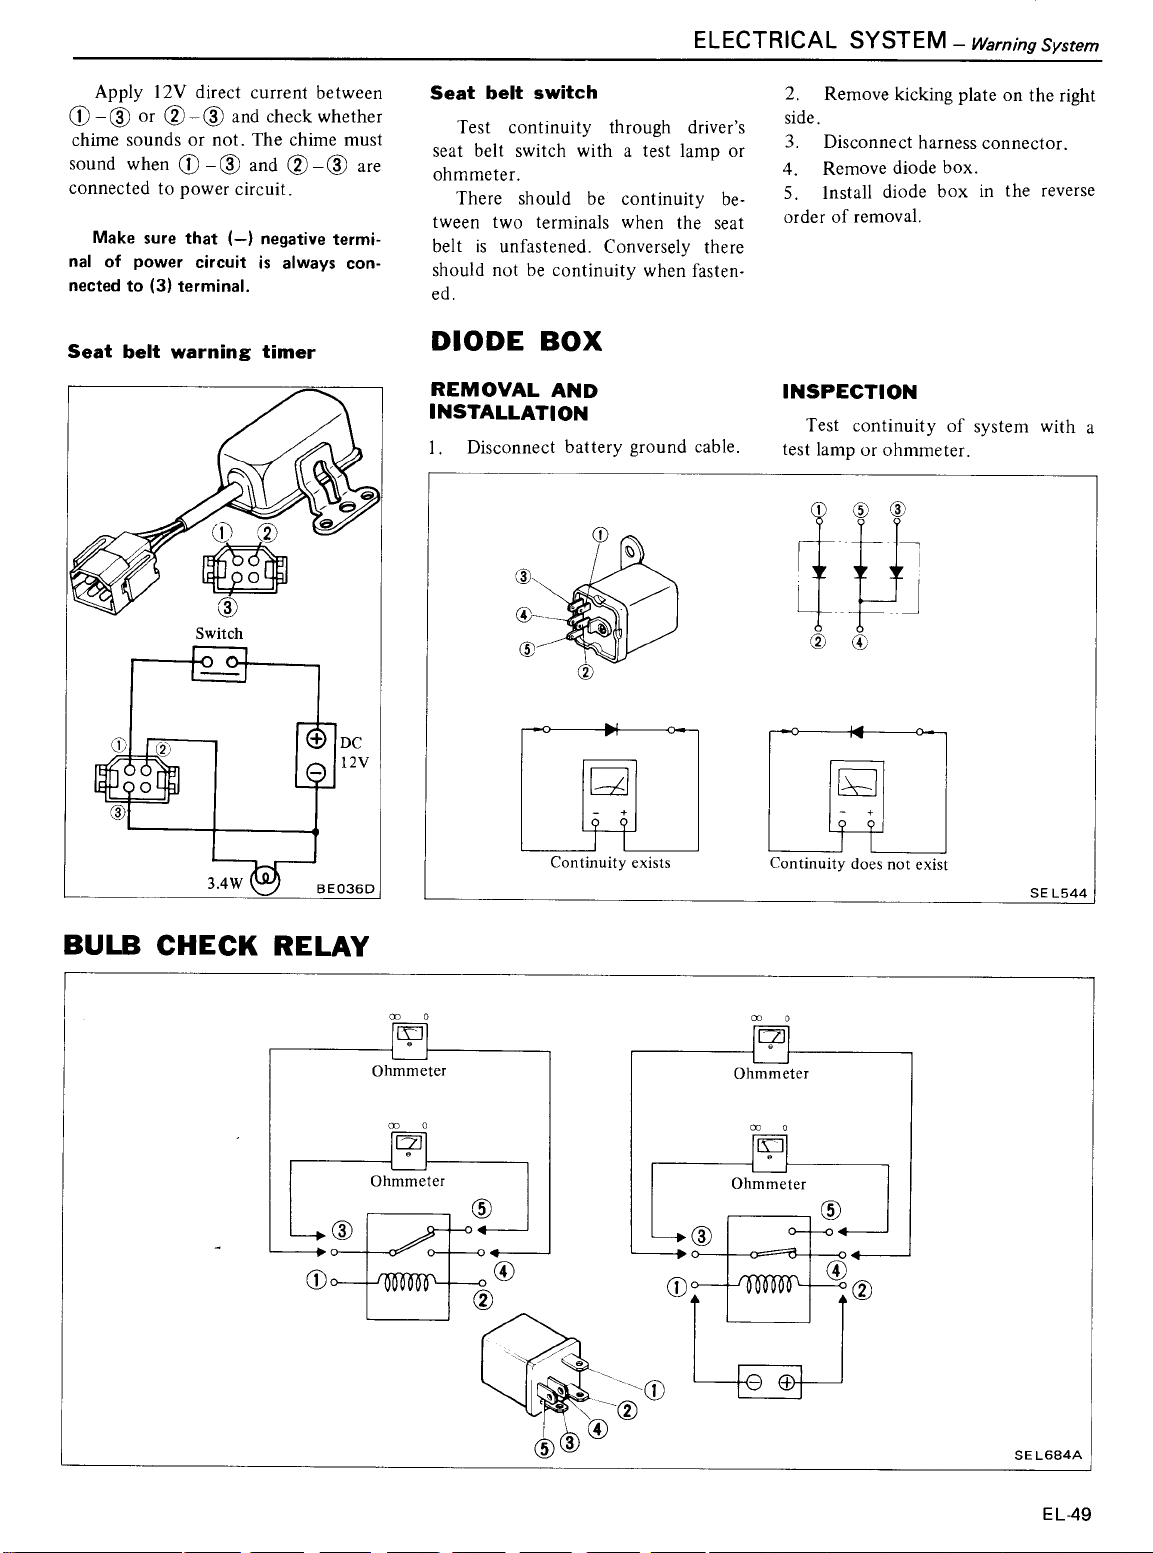 ELECTRICAL SYSTEM – Warning System
Apply 12V direct current between
① – ③ or ② – ③ and check whether
chime sounds or not. The chime must
sound when ① – ③ and ② – ③ are
connected to power circuit.
Make sure that (–) negative termi-
nal of power circuit is always con-
nected to (3) terminal.
Seat belt warning timer
① ②
③
Switch
① ②
③
⊕ DC
⊖ 12V
3.4W
BE036D
Seat belt switch
Test continuity through driver's
seat belt switch with a test lamp or
ohmmeter.
There should be continuity be-
tween two terminals when the seat
belt is unfastened. Conversely there
should not be continuity when fasten-
ed.
DIODE BOX
REMOVAL AND
INSTALLATION
1. Disconnect battery ground cable.
2. Remove kicking plate on the right
side.
3. Disconnect harness connector.
4. Remove diode box.
5. Install diode box in the reverse
order of removal.
INSPECTION
Test continuity of system with a
test lamp or ohmmeter.
①
③
④
⑤
②
① ⑤ ③
② ④
– +
Continuity exists
– +
Continuity does not exist
SEL544
BULB CHECK RELAY
∞ 0
Ohmmeter
∞ 0
Ohmmeter
⑤
③
④
①
②
∞ 0
Ohmmeter
∞ 0
Ohmmeter
⑤
③
④
① ②
⊖ ⊕
①
②
④
⑤ ③
SEL684A
EL-49